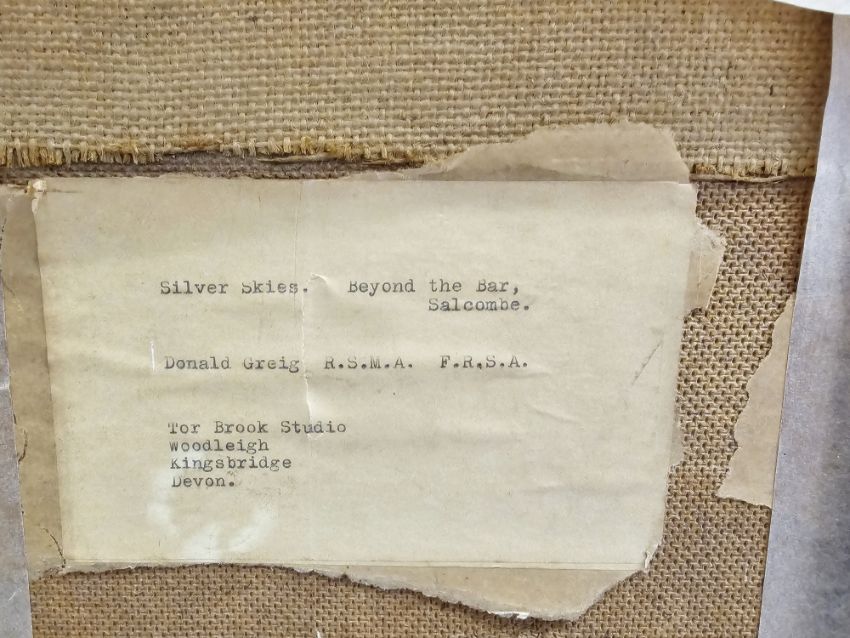 Silver Skies. Beyond the Bar,
Salcombe.
Donald Greig R.S.M.A. F.R.S.A.
Tor Brook Studio
Woodleigh
Kingsbridge
Devon.